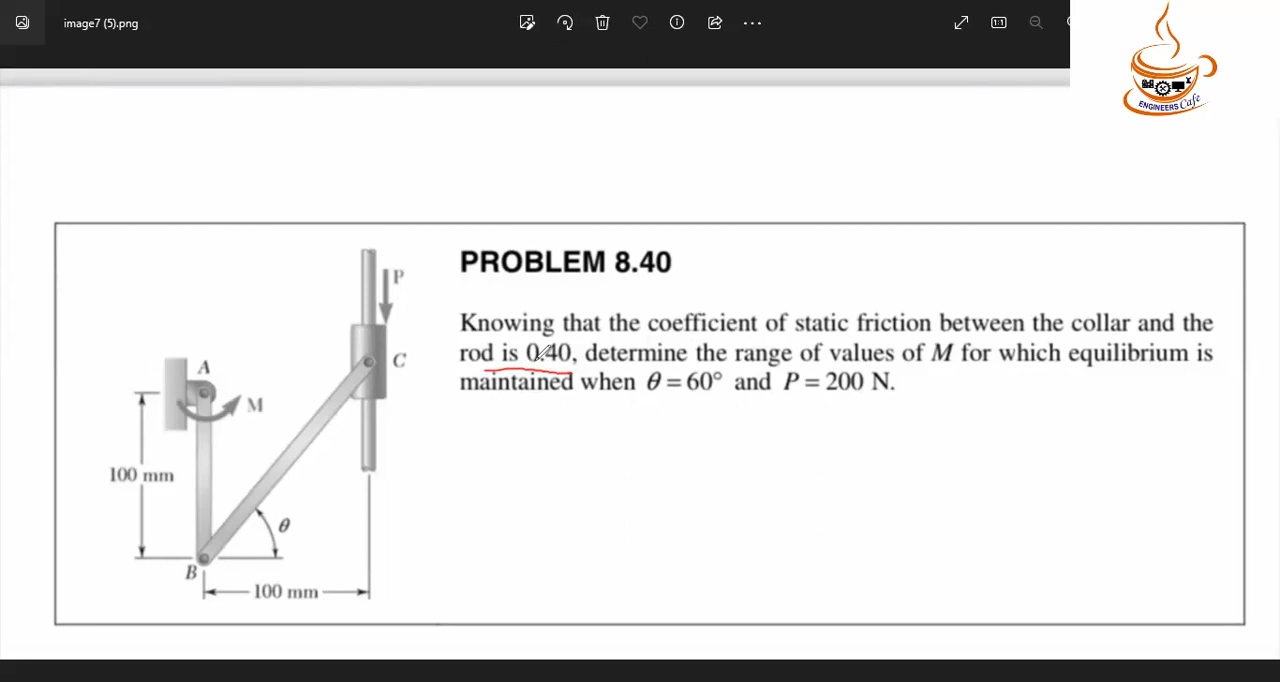 image7 (5).png
ENGINEERS Cafe
PROBLEM 8.40
Knowing that the coefficient of static friction between the collar and the
rod is 0.40, determine the range of values of M for which equilibrium is
maintained when θ = 60° and P = 200 N.
P
A
C
M
100 mm
θ
B
100 mm